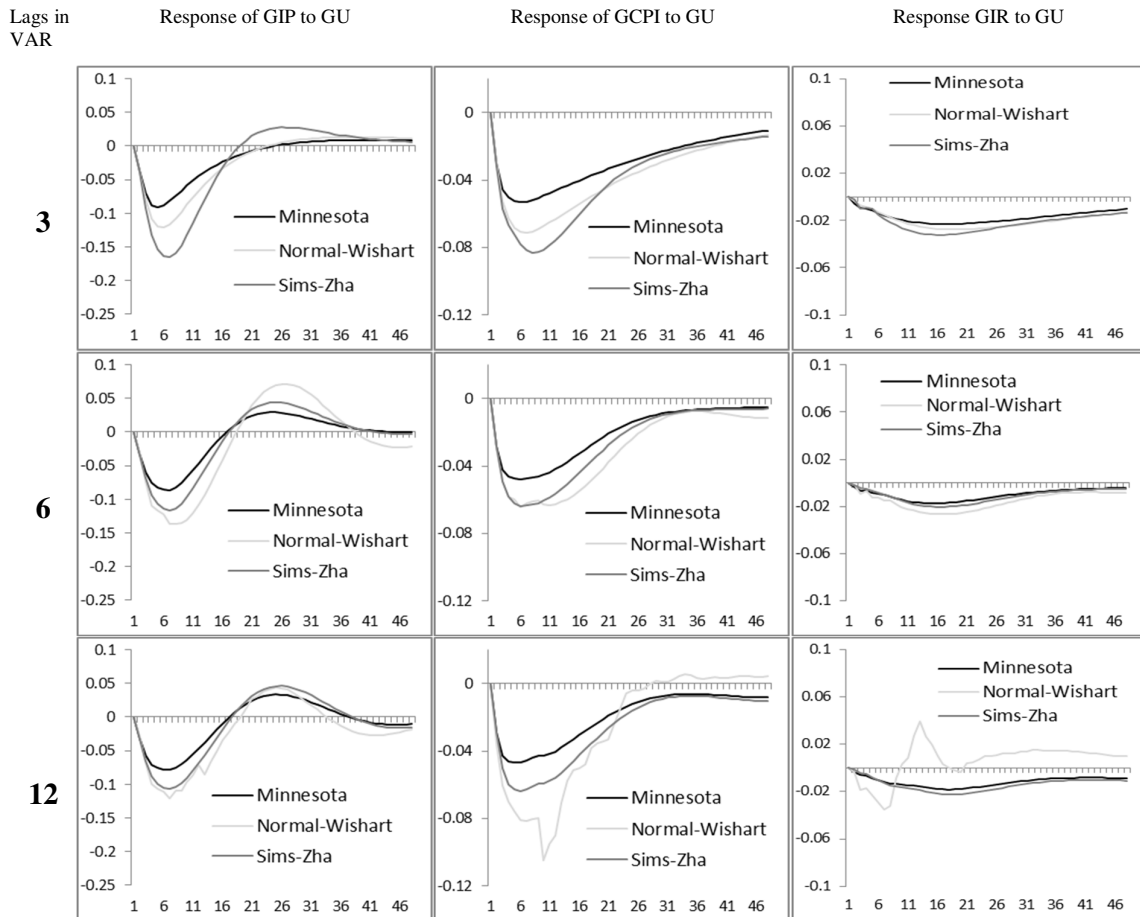 Lags in VAR
Response of GIP to GU
Response of GCPI to GU
Response GIR to GU
3
0.1
0.05
0
-0.05
-0.1
-0.15
-0.2
-0.25
Minnesota
Normal-Wishart
Sims-Zha
1 6 11 16 21 26 31 36 41 46
0
-0.04
-0.08
-0.12
Minnesota
Normal-Wishart
Sims-Zha
1 6 11 16 21 26 31 36 41 46
0.1
0.06
0.02
-0.02
-0.06
-0.1
Minnesota
Normal-Wishart
Sims-Zha
1 6 11 16 21 26 31 36 41 46
6
0.1
0.05
0
-0.05
-0.1
-0.15
-0.2
-0.25
Minnesota
Normal-Wishart
Sims-Zha
1 6 11 16 21 26 31 36 41 46
0
-0.04
-0.08
-0.12
Minnesota
Normal-Wishart
Sims-Zha
1 6 11 16 21 26 31 36 41 46
0.1
0.06
0.02
-0.02
-0.06
-0.1
Minnesota
Normal-Wishart
Sims-Zha
1 6 11 16 21 26 31 36 41 46
12
0.1
0.05
0
-0.05
-0.1
-0.15
-0.2
-0.25
Minnesota
Normal-Wishart
Sims-Zha
1 6 11 16 21 26 31 36 41 46
0
-0.04
-0.08
-0.12
Minnesota
Normal-Wishart
Sims-Zha
1 6 11 16 21 26 31 36 41 46
0.1
0.06
0.02
-0.02
-0.06
-0.1
Minnesota
Normal-Wishart
Sims-Zha
1 6 11 16 21 26 31 36 41 46